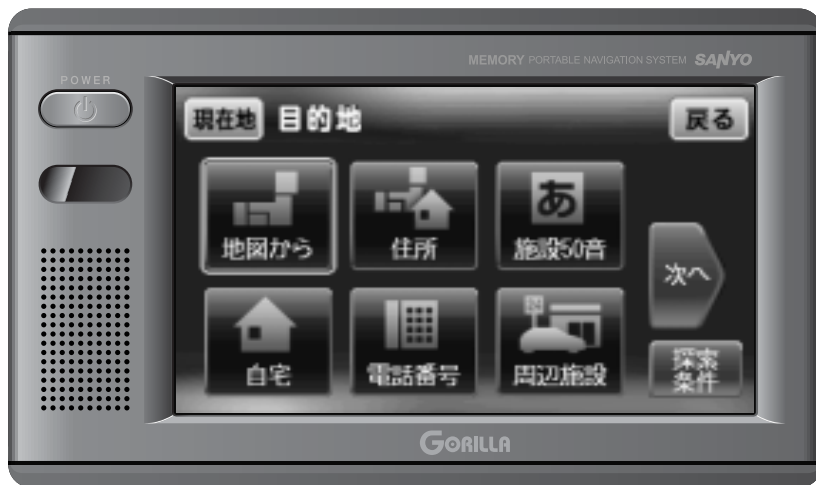 MEMORY PORTABLE NAVIGATION SYSTEM SANYO
POWER
現在地 目的地 戻る
あ
地図から 住所 施設50音
次へ
自宅 電話番号 周辺施設
探索
条件
GORILLA